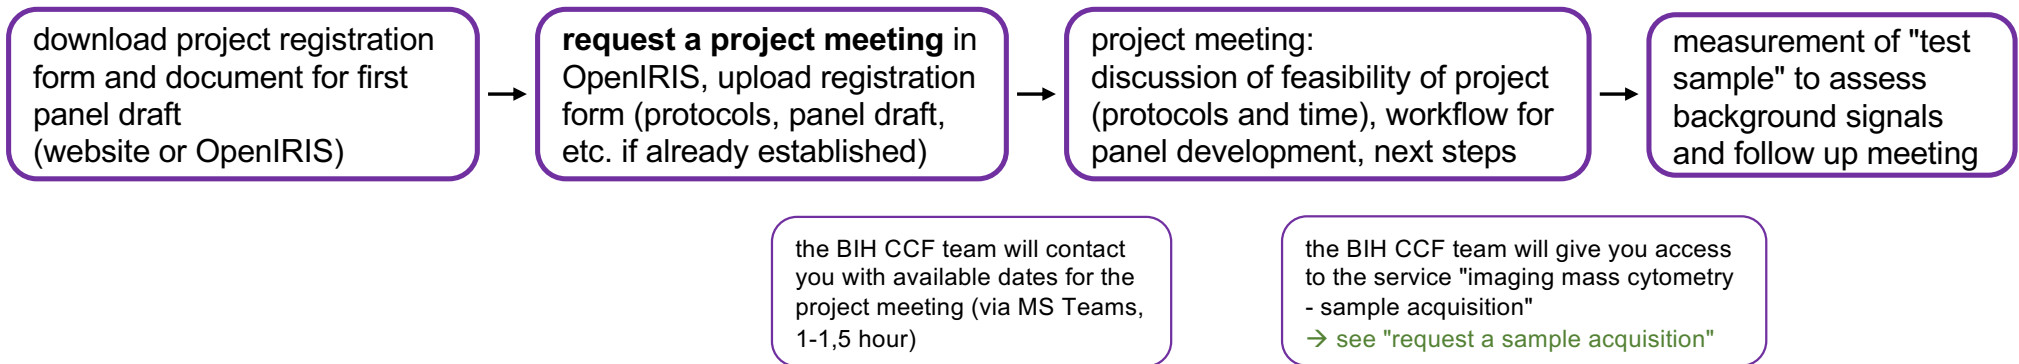 download project registration
form and document for first
panel draft
(website or OpenIRIS)
request a project meeting in
OpenIRIS, upload registration
form (protocols, panel draft,
etc. if already established)
project meeting:
discussion of feasibility of project
(protocols and time), workflow for
panel development, next steps
measurement of "test
sample" to assess
background signals
and follow up meeting
the BIH CCF team will contact
you with available dates for the
project meeting (via MS Teams,
1-1,5 hour)
the BIH CCF team will give you access
to the service "imaging mass cytometry
- sample acquisition"
→ see "request a sample acquisition"